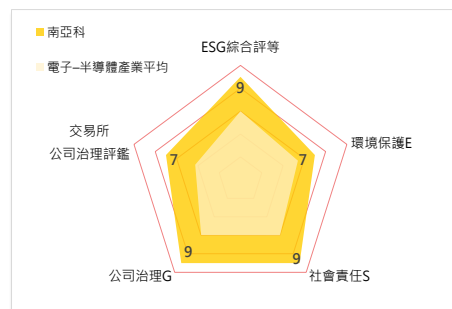 南亞科
電子–半導體產業平均
ESG綜合評等
9
環境保護E
7
社會責任S
9
公司治理G
9
交易所
公司治理評鑑
7